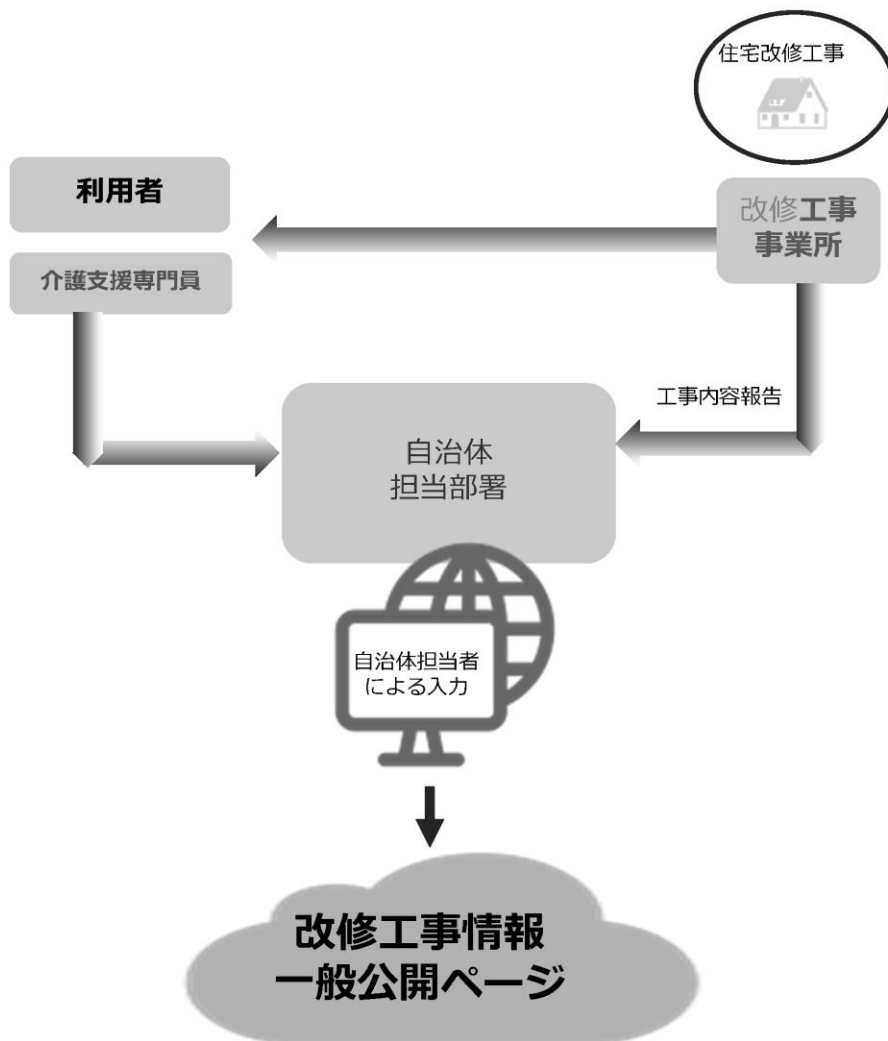 住宅改修工事
利用者
改修工事
事業所
介護支援専門員
工事内容報告
自治体
担当部署
自治体担当者
による入力
改修工事情報
一般公開ページ